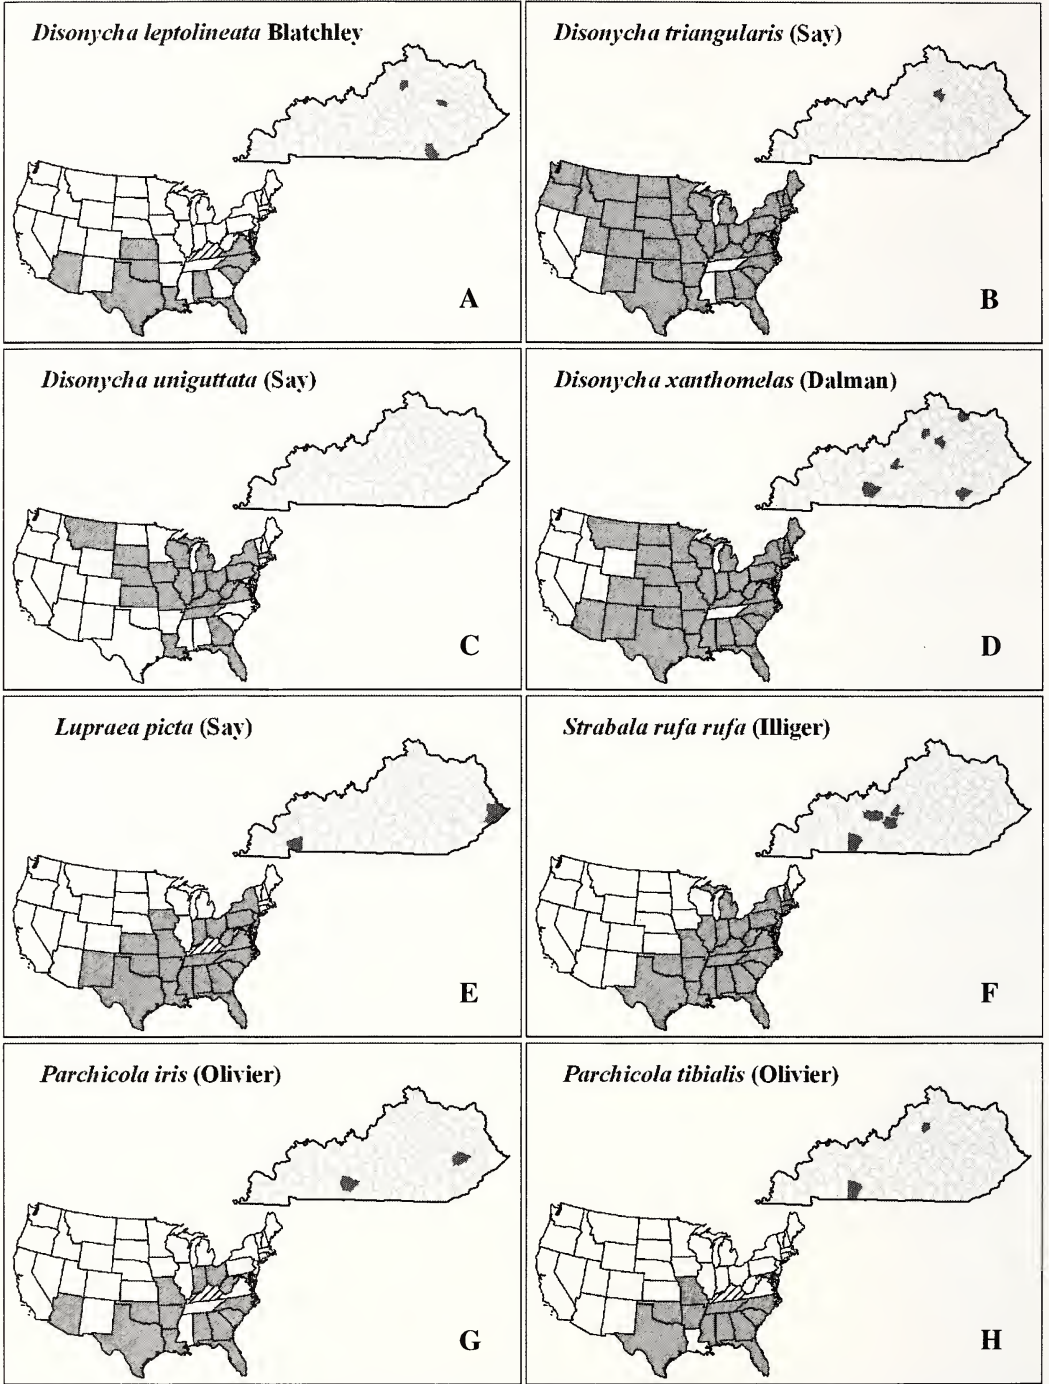 Disonycha leptolineata Blatchley
A
Disonycha triangularis (Say)
B
Disonycha uniguttata (Say)
C
Disonycha xanthomelas (Dalman)
D
Lupraea picta (Say)
E
Strabala rufa rufa (Illiger)
F
Parchicola iris (Olivier)
G
Parchicola tibialis (Olivier)
H